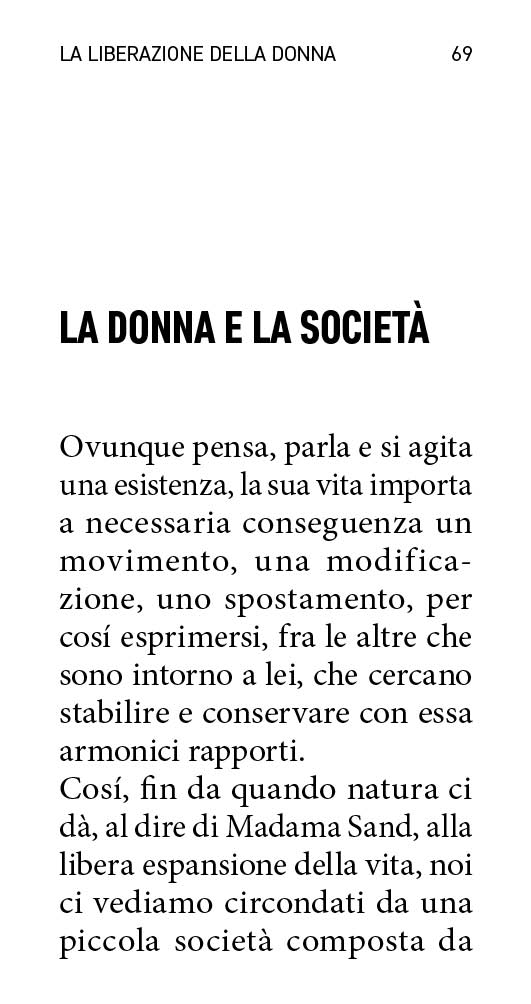 LA LIBERAZIONE DELLA DONNA 69
LA DONNA E LA SOCIETÀ
Ovunque pensa, parla e si agita
una esistenza, la sua vita importa
a necessaria conseguenza un
movimento, una modifica-
zione, uno spostamento, per
cosí esprimersi, fra le altre che
sono intorno a lei, che cercano
stabilire e conservare con essa
armonici rapporti.
Cosí, fin da quando natura ci
dà, al dire di Madama Sand, alla
libera espansione della vita, noi
ci vediamo circondati da una
piccola società composta da